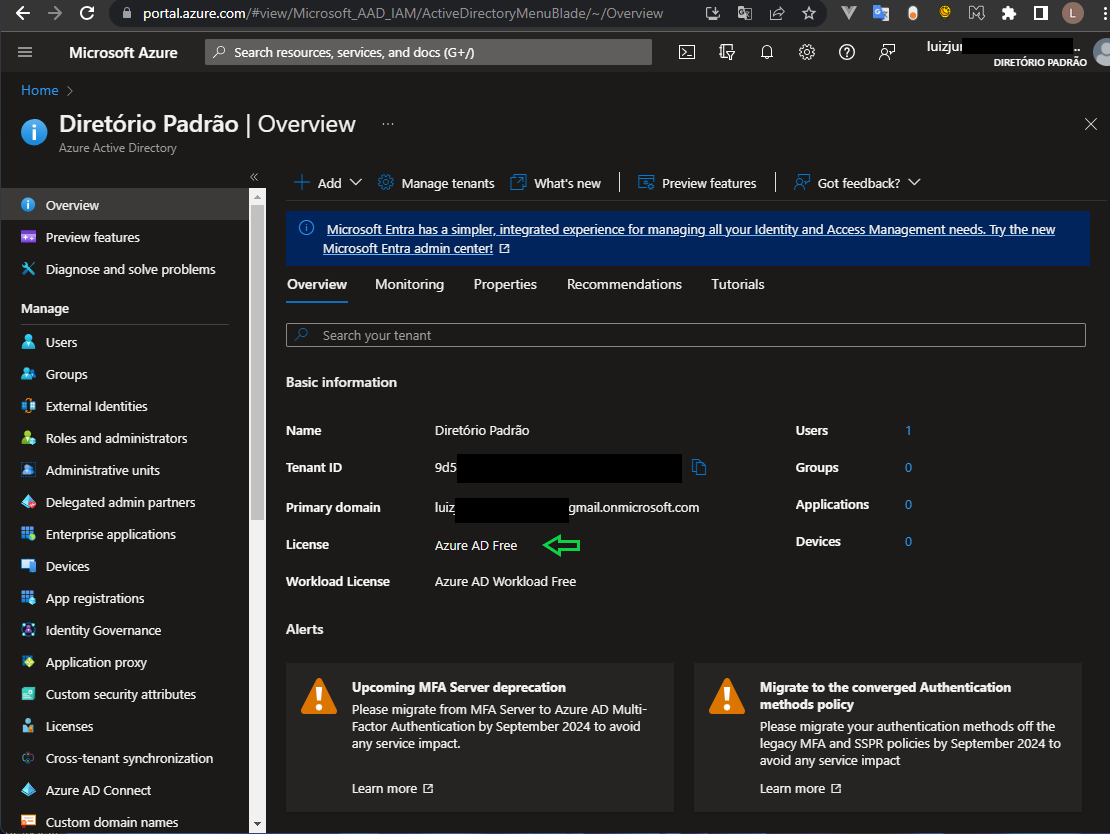 portal.azure.com/#view/Microsoft_AAD_IAM/ActiveDirectoryMenuBlade/~/Overview
L
Microsoft Azure
Search resources, services, and docs (G+/)
luizjur
...
DIRETÓRIO PADRÃO
Home >
Diretório Padrão | Overview ...
Azure Active Directory
«
Overview
Preview features
Diagnose and solve problems
Manage
Users
Groups
External Identities
Roles and administrators
Administrative units
Delegated admin partners
Enterprise applications
Devices
App registrations
Identity Governance
Application proxy
Custom security attributes
Licenses
Cross-tenant synchronization
Azure AD Connect
Custom domain names
Add
Manage tenants
What's new
Preview features
Got feedback?
Microsoft Entra has a simpler, integrated experience for managing all your Identity and Access Management needs. Try the new
Microsoft Entra admin center!
Overview
Monitoring
Properties
Recommendations
Tutorials
Search your tenant
Basic information
Name Diretório Padrão
Tenant ID 9d5
Primary domain luizj gmail.onmicrosoft.com
License Azure AD Free
Workload License Azure AD Workload Free
Users 1
Groups 0
Applications 0
Devices 0
Alerts
Upcoming MFA Server deprecation
Please migrate from MFA Server to Azure AD Multi-
Factor Authentication by September 2024 to avoid
any service impact.
Learn more
Migrate to the converged Authentication
methods policy
Please migrate your authentication methods off the
legacy MFA and SSPR policies by September 2024 to
avoid any service impact
Learn more